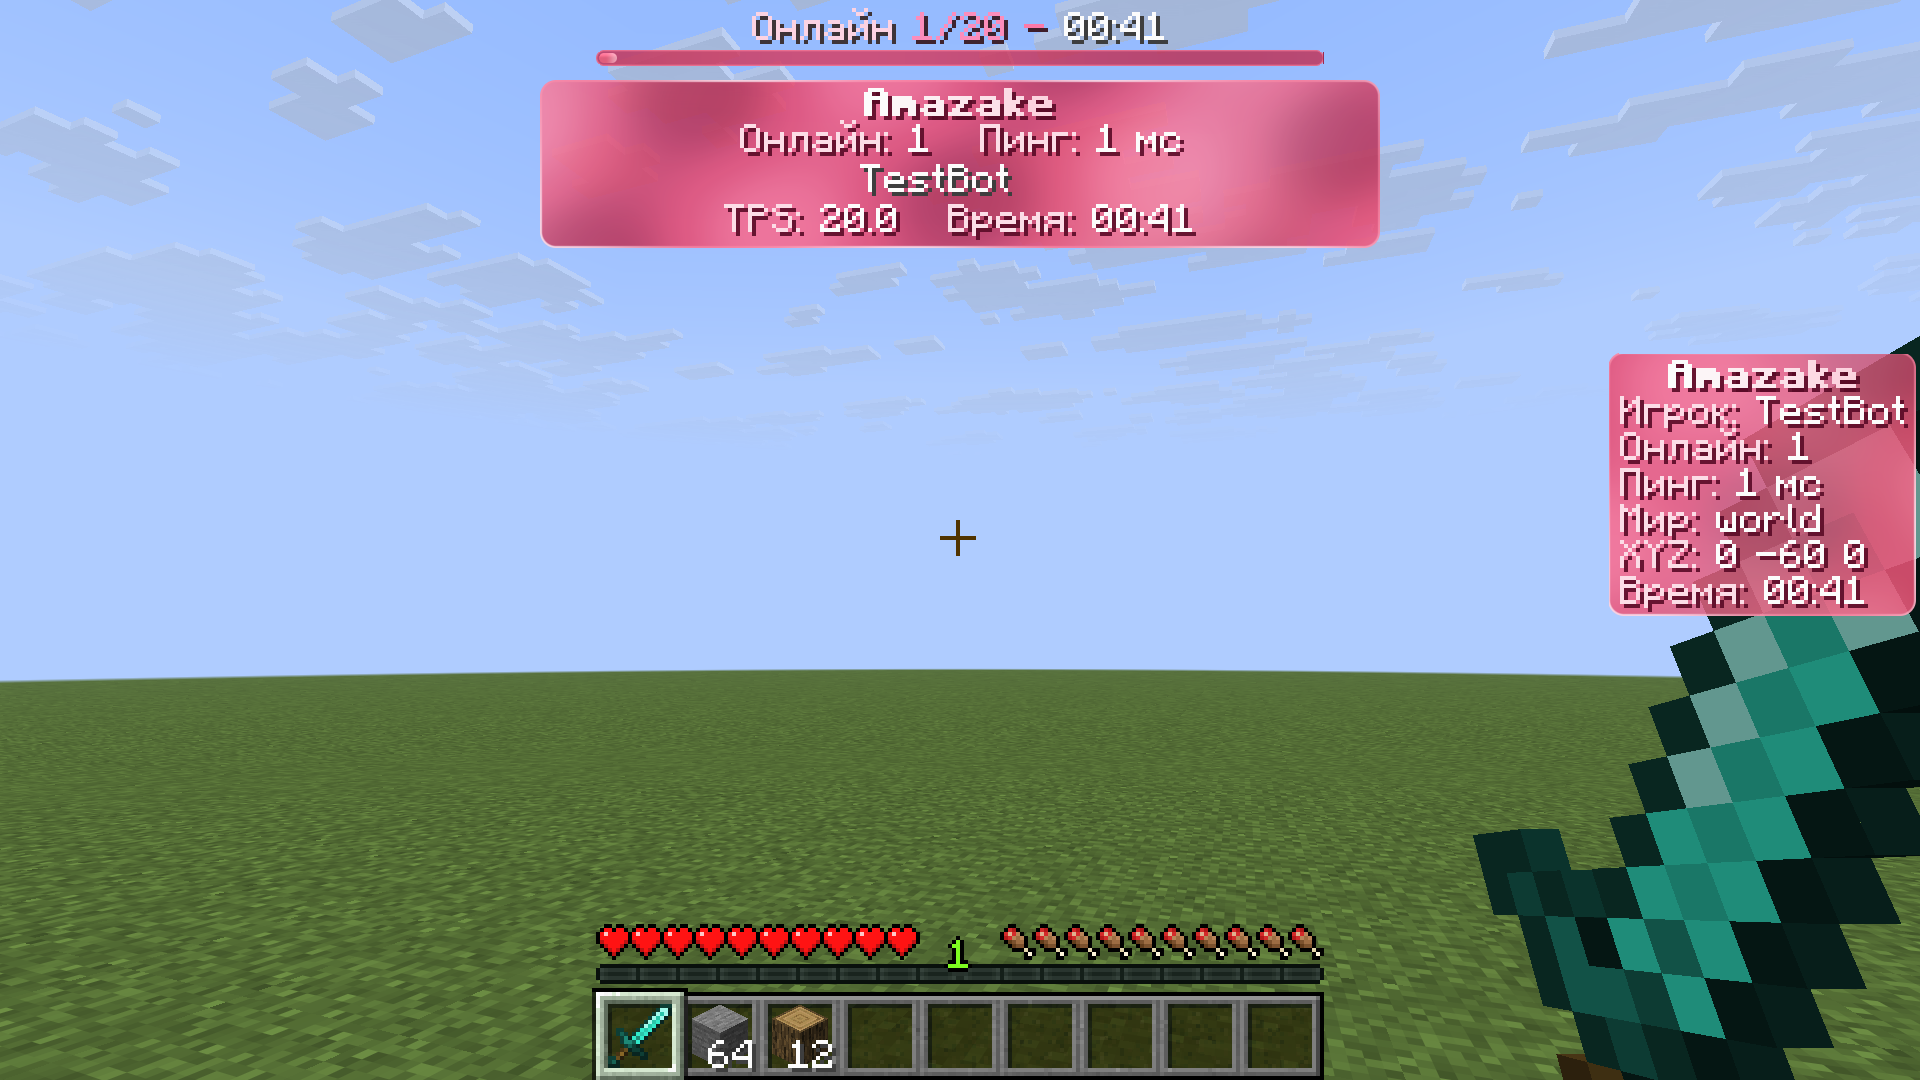 Онлайн 1/20 - 00:41
Amazake
Онлайн: 1 Пинг: 1 мс
TestBot
TPS: 20.0 Время: 00:41
Amazake
Игрок: TestBot
Онлайн: 1
Пинг: 1 мс
Мир: world
XYZ: 0 -60 0
Время: 00:41
1
64 12